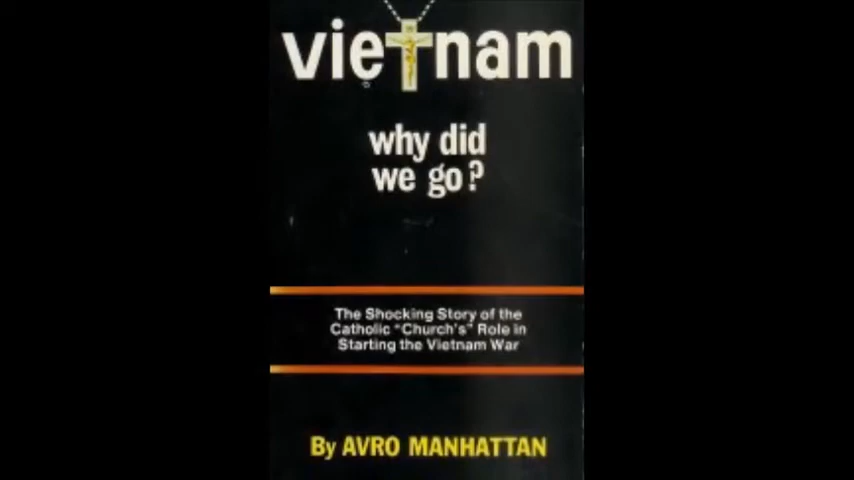 vietnam
why did
we go?
The Shocking Story of the
Catholic "Church's" Role in
Starting the Vietnam War
By AVRO MANHATTAN